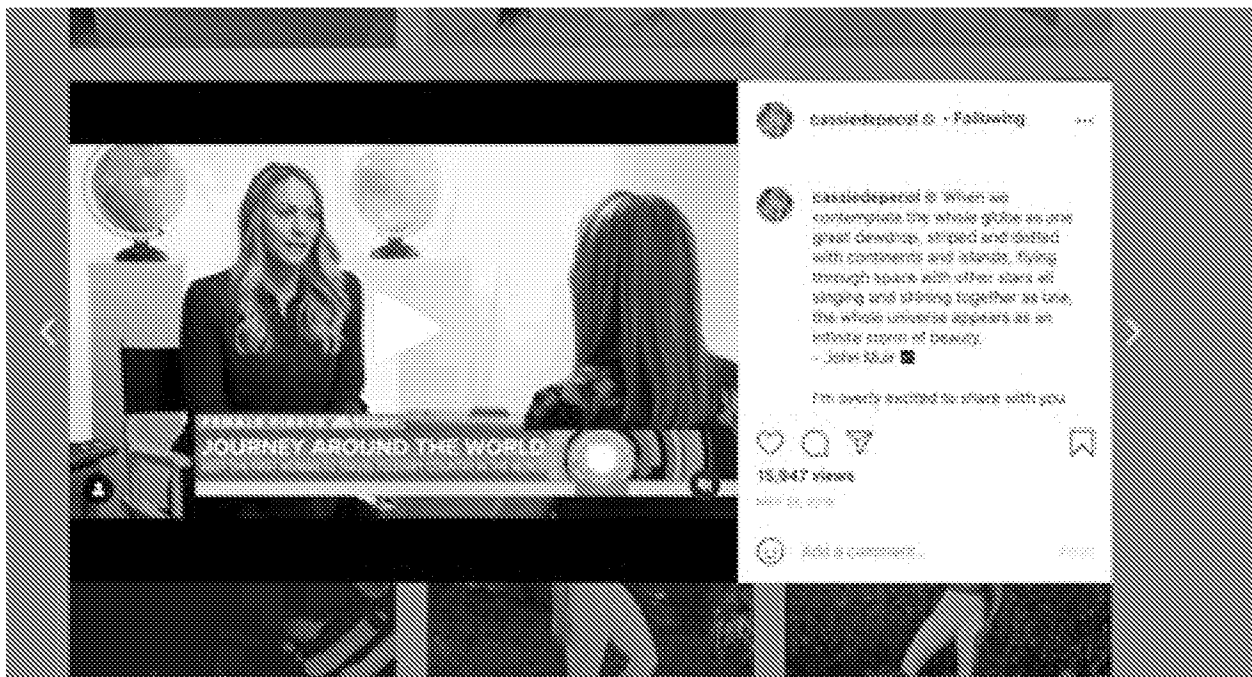 cassiedepecol • Following
cassiedepecol When we
contemplate the whole globe as one
great dewdrop, striped and dotted
with continents and islands, flying
through space with other stars all
singing and shining together as one,
the whole universe appears as an
infinite storm of beauty.
- John Muir
I'm overly excited to share with you
JOURNEY AROUND THE WORLD
15,947 views
Add a comment...
Post